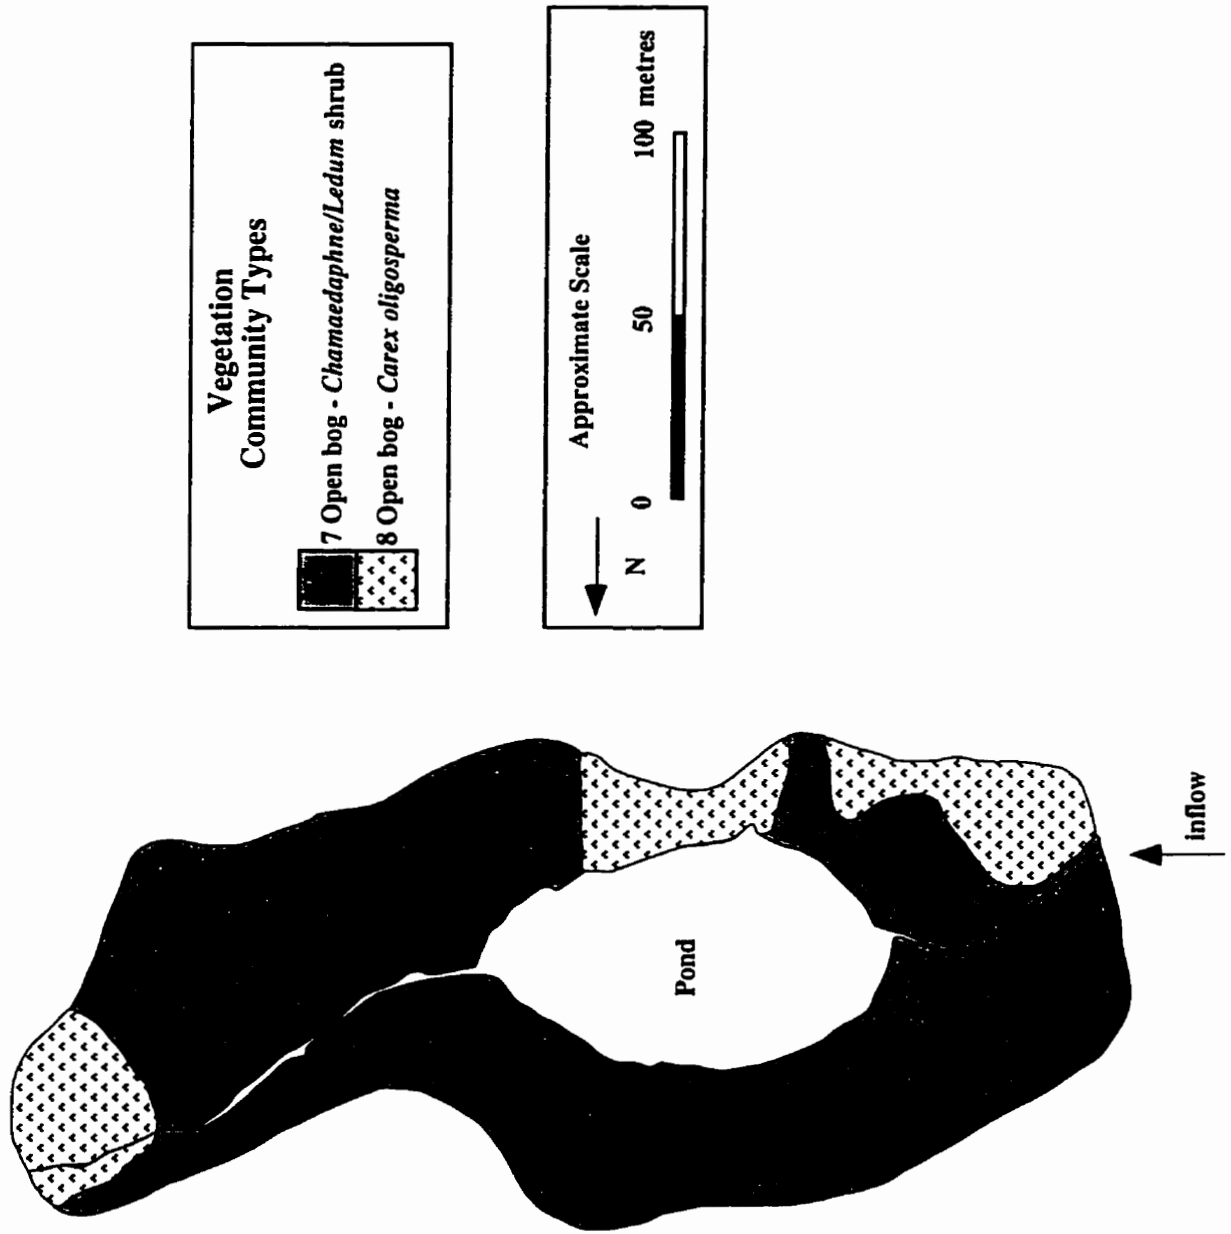 Vegetation
Community Types
7 Open bog - Chamaedaphne/Ledum shrub
8 Open bog - Carex oligosperma
Approximate Scale
N
0 50 100 metres
Pond
inflow